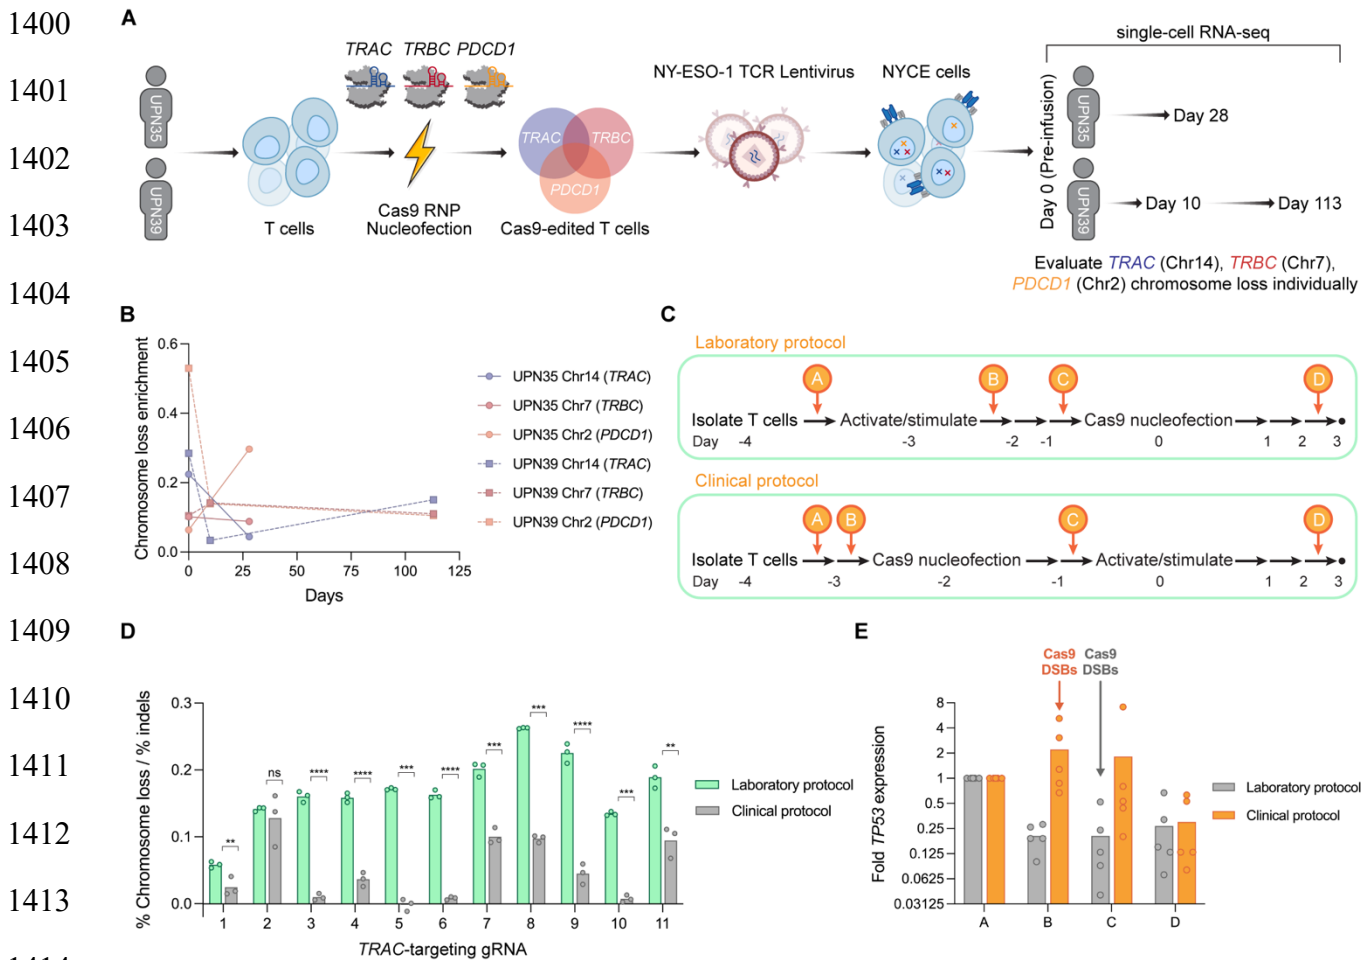 1400
1401
1402
1403
1404
1405
1406
1407
1408
1409
1410
1411
1412
1413
A
UPN35
UPN39
T cells
TRAC TRBC PDCD1
Cas9 RNP
Nucleofection
TRAC TRBC
PDCD1
Cas9-edited T cells
NY-ESO-1 TCR Lentivirus
NYCE cells
single-cell RNA-seq
Day 0 (Pre-infusion)
UPN35
Day 28
UPN39
Day 10
Day 113
Evaluate TRAC (Chr14), TRBC (Chr7),
PDCD1 (Chr2) chromosome loss individually
B
Chromosome loss enrichment
0.6
0.4
0.2
0.0
0 25 50 75 100 125
Days
UPN35 Chr14 (TRAC)
UPN35 Chr7 (TRBC)
UPN35 Chr2 (PDCD1)
UPN39 Chr14 (TRAC)
UPN39 Chr7 (TRBC)
UPN39 Chr2 (PDCD1)
C
Laboratory protocol
A B C D
Isolate T cells Activate/stimulate Cas9 nucleofection
Day -4 -3 -2 -1 0 1 2 3
Clinical protocol
A B C D
Isolate T cells Cas9 nucleofection Activate/stimulate
Day -4 -3 -2 -1 0 1 2 3
D
% Chromosome loss / % indels
0.3
0.2
0.1
0.0
** ns **** **** *** **** *** *** **** *** **
1 2 3 4 5 6 7 8 9 10 11
TRAC-targeting gRNA
Laboratory protocol
Clinical protocol
E
Cas9 Cas9
DSBs DSBs
Fold TP53 expression
8
4
2
1
0.5
0.25
0.125
0.0625
0.03125
A B C D
Laboratory protocol
Clinical protocol